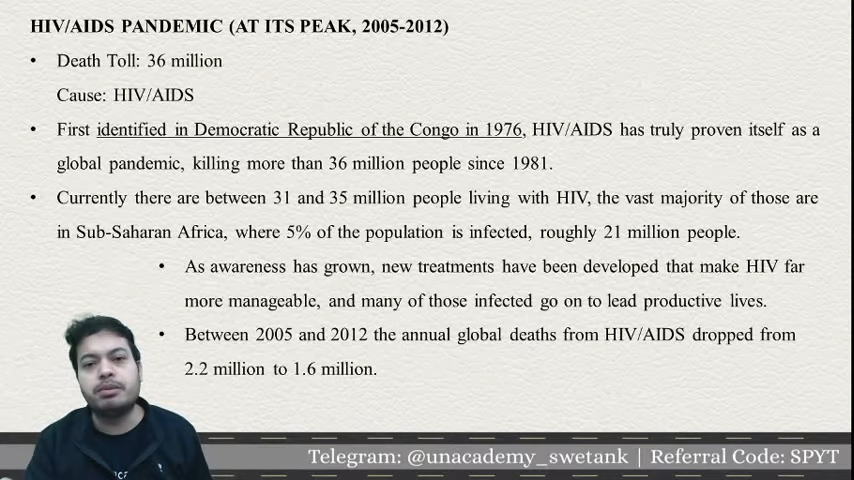 HIV/AIDS PANDEMIC (AT ITS PEAK, 2005-2012)
• Death Toll: 36 million
Cause: HIV/AIDS
• First identified in Democratic Republic of the Congo in 1976, HIV/AIDS has truly proven itself as a
global pandemic, killing more than 36 million people since 1981.
• Currently there are between 31 and 35 million people living with HIV, the vast majority of those are
in Sub-Saharan Africa, where 5% of the population is infected, roughly 21 million people.
• As awareness has grown, new treatments have been developed that make HIV far
more manageable, and many of those infected go on to lead productive lives.
• Between 2005 and 2012 the annual global deaths from HIV/AIDS dropped from
2.2 million to 1.6 million.
Telegram: @unacademy_swetank | Referral Code: SPYT